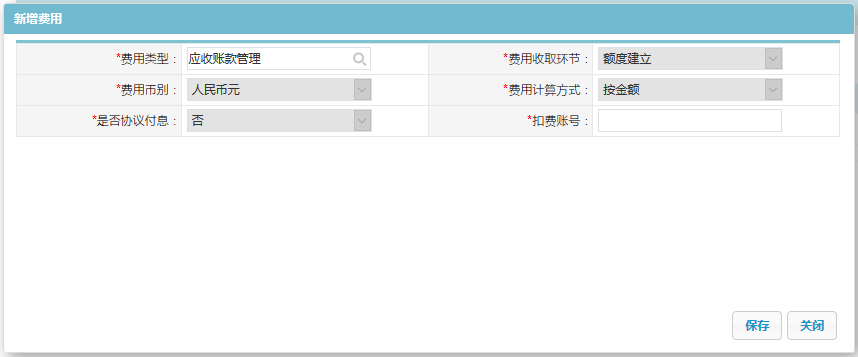 新增费用
*费用类型： 应收账款管理 *费用收取环节： 额度建立
*费用币别： 人民币元 *费用计算方式： 按金额
*是否协议付息： 否 *扣费账号：
保存 关闭